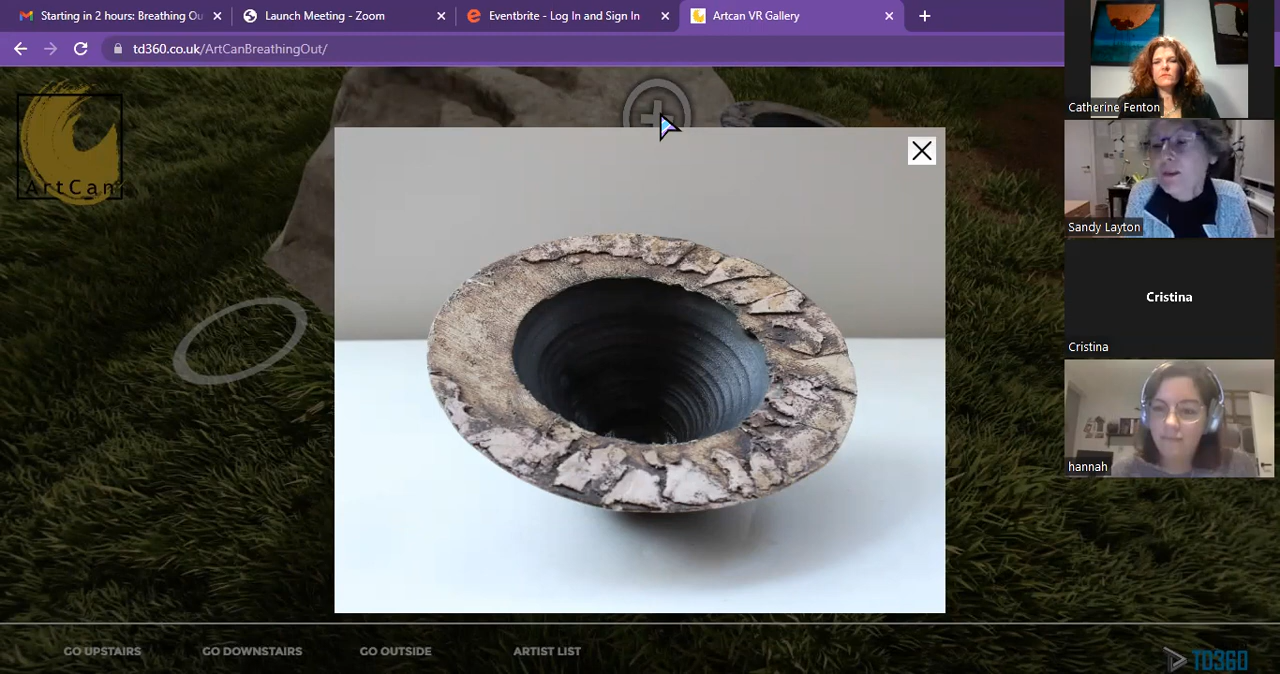 Starting in 2 hours: Breathing Ou
Launch Meeting - Zoom
Eventbrite - Log In and Sign In
Artcan VR Gallery
td360.co.uk/ArtCanBreathingOut/
ArtCan
Catherine Fenton
Sandy Layton
Cristina
Cristina
hannah
GO UPSTAIRS
GO DOWNSTAIRS
GO OUTSIDE
ARTIST LIST
TD360